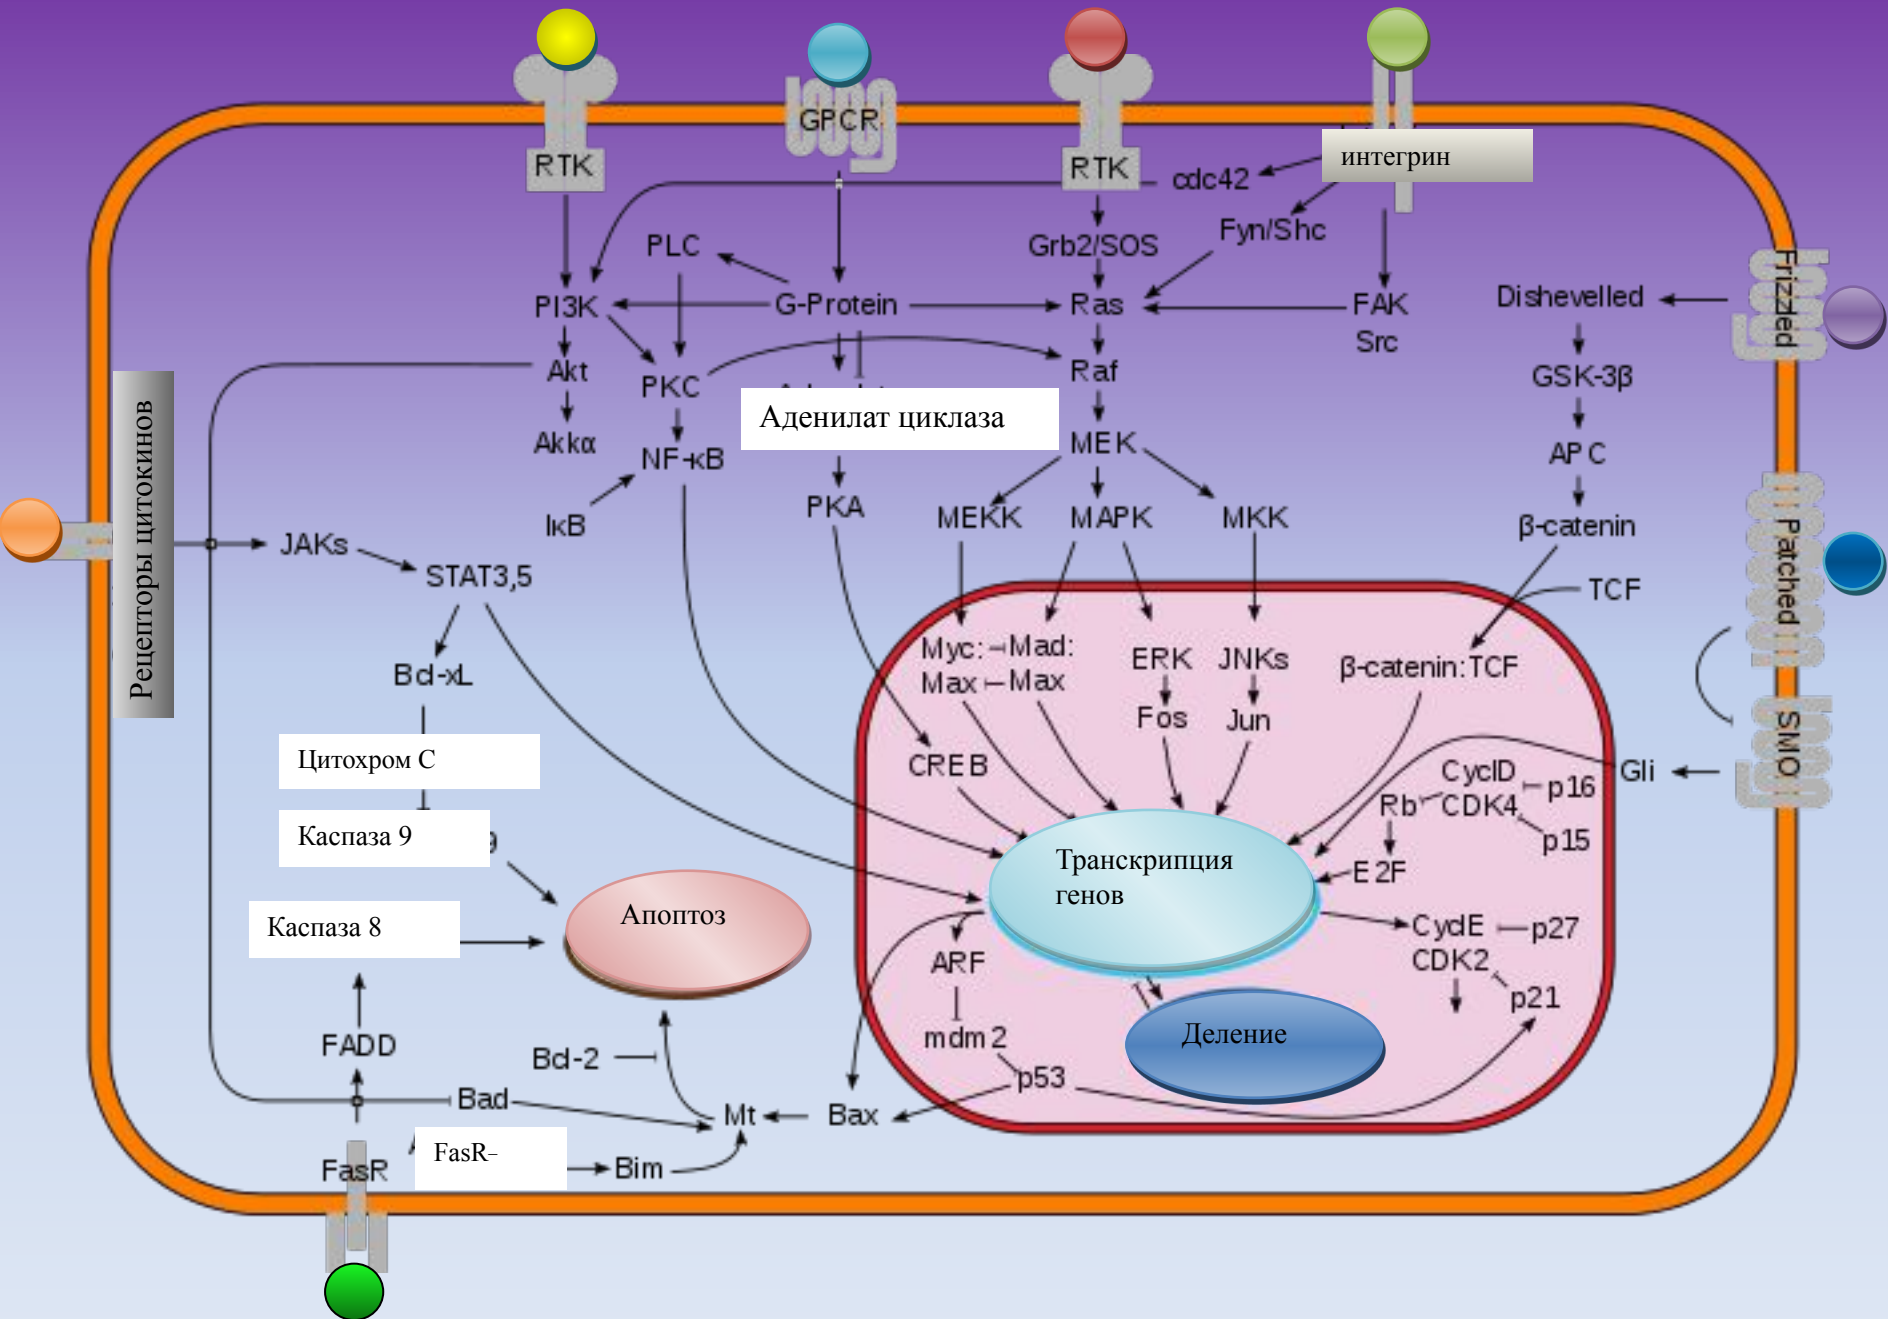 GPCR
RTK
RTK
интегрин
cdc42
Fyn/Shc
PLC
Grb2/SOS
Frizzled
PI3K
G-Protein
Ras
FAK
Src
Dishevelled
Akt
PKC
Raf
GSK-3β
Рецепторы цитокинов
Аденилат циклаза
Akkα
NF-κB
MEK
APC
IκB
PKA
MEKK
MAPK
MKK
β-catenin
Patched
JAKs
STAT3,5
TCF
Myc:
Mad:
Max
Max
ERK
JNKs
β-catenin:TCF
Bcl-xL
Fos
Jun
SMO
Цитохром С
CREB
Gli
CyclD
CDK4
p16
Rb
p15
Каспаза 9
9
Транскрипция
генов
E2F
Каспаза 8
Апоптоз
CyclE
CDK2
p27
ARF
p21
FADD
Bcl-2
mdm2
Деление
p53
Bad
Mt
Bax
FasR
FasR–
Bim